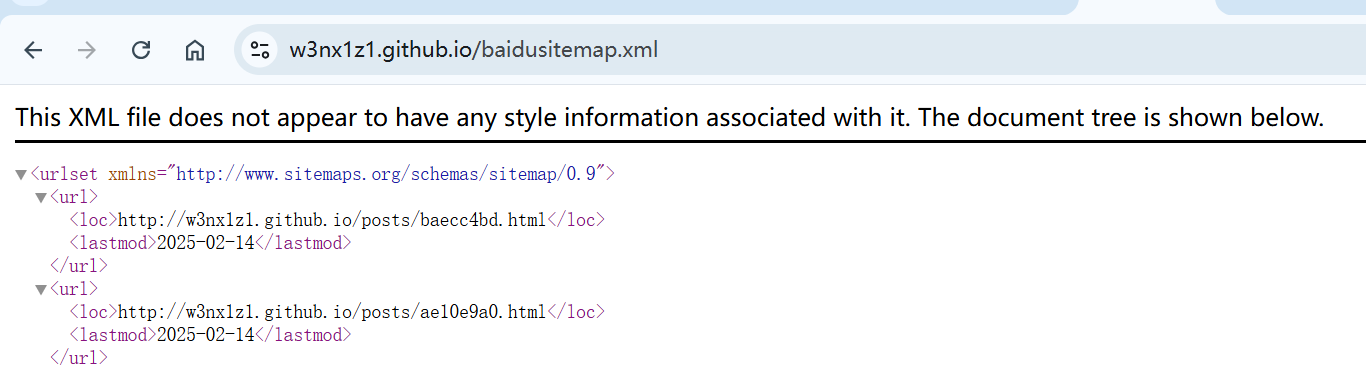 w3nx1z1.github.io/baidusitemap.xml
This XML file does not appear to have any style information associated with it. The document tree is shown below.
▼<urlset xmlns="http://www.sitemaps.org/schemas/sitemap/0.9">
▼<url>
<loc>http://w3nx1z1.github.io/posts/baecc4bd.html</loc>
<lastmod>2025-02-14</lastmod>
</url>
▼<url>
<loc>http://w3nx1z1.github.io/posts/ae10e9a0.html</loc>
<lastmod>2025-02-14</lastmod>
</url>